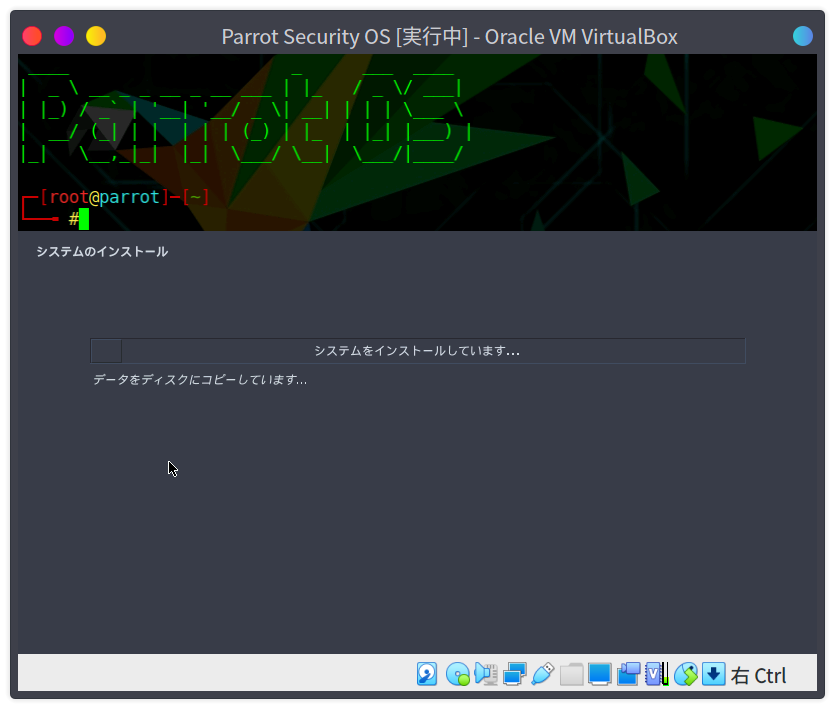 Parrot Security OS [実行中] - Oracle VM VirtualBox
Parrot OS
┌─[root@parrot]─[~]
└──╼ #
システムのインストール
システムをインストールしています...
データをディスクにコピーしています...
V
右 Ctrl